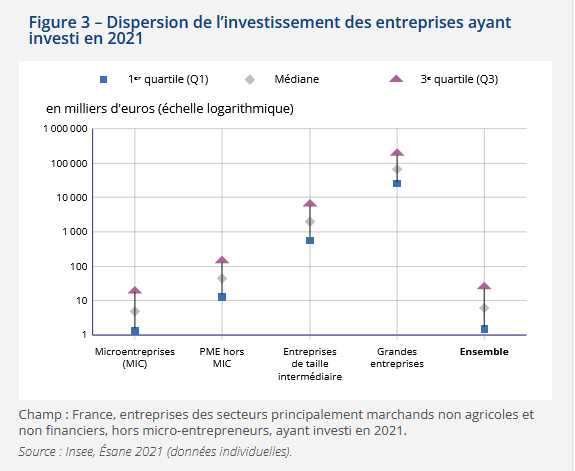 Figure 3 – Dispersion de l’investissement des entreprises ayant
investi en 2021
1er quartile (Q1) Médiane 3e quartile (Q3)
en milliers d'euros (échelle logarithmique)
1 000 000
100 000
10 000
1 000
100
10
1
Microentreprises PME hors Entreprises Grandes Ensemble
(MIC) MIC de taille entreprises
intermédiaire
Champ : France, entreprises des secteurs principalement marchands non agricoles et
non financiers, hors micro-entrepreneurs, ayant investi en 2021.
Source : Insee, Ésane 2021 (données individuelles).